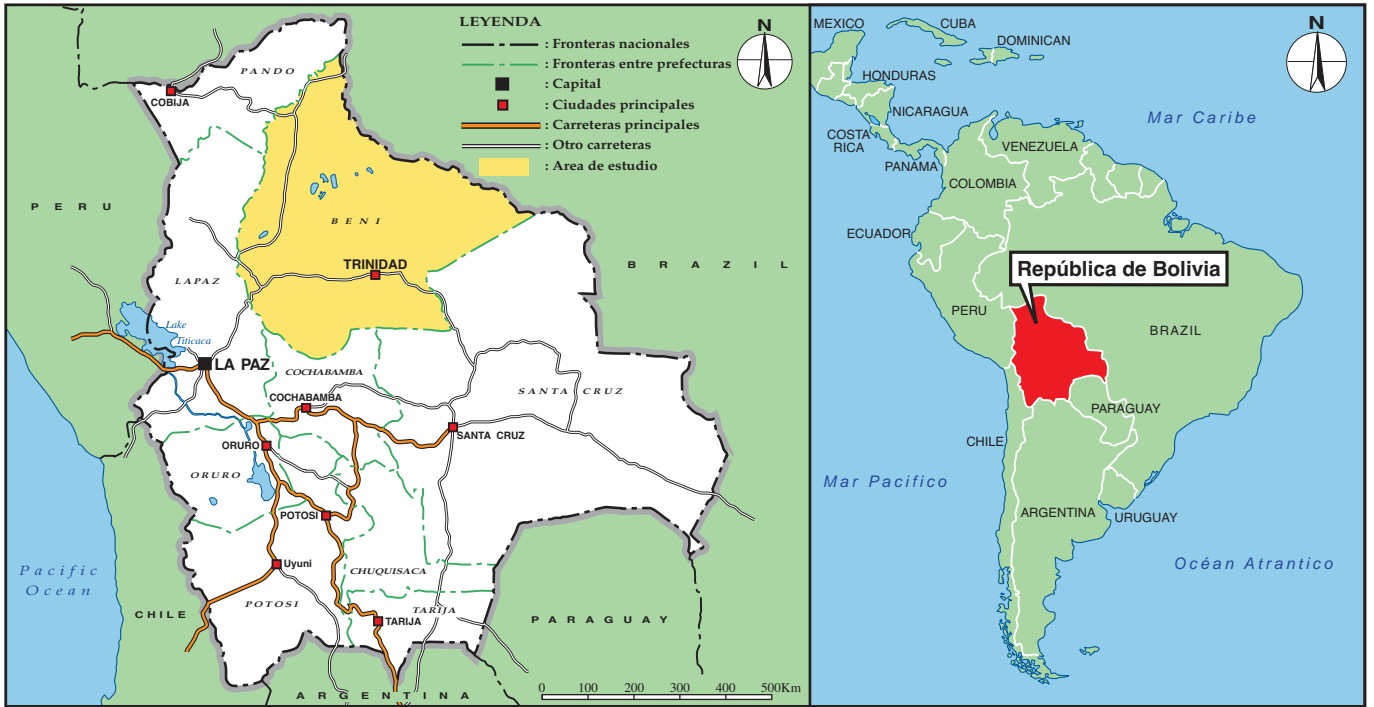 LEYENDA
: Fronteras nacionales
: Fronteras entre prefecturas
: Capital
: Ciudades principales
: Carreteras principales
: Otro carreteras
: Area de estudio
N
PANDO
COBIJA
PERU
BENI
TRINIDAD
BRAZIL
LAPAZ
Lake
Titicaca
LA PAZ
COCHABAMBA
COCHABAMBA
SANTA CRUZ
SANTA CRUZ
ORURO
ORURO
POTOSI
Uyuni
CHUQUISACA
POTOSI
TARIJA
TARIJA
Pacific
Ocean
CHILE
PARAGUAY
ARGENTINA
0 100 200 300 400 500Km
MEXICO
CUBA
DOMINICAN
N
HONDURAS
NICARAGUA
Mar Caribe
COSTA
RICA
VENEZUELA
PANAMA
COLOMBIA
ECUADOR
República de Bolivia
PERU
BRAZIL
PARAGUAY
CHILE
Mar Pacifico
ARGENTINA
URUGUAY
Océan Atrantico